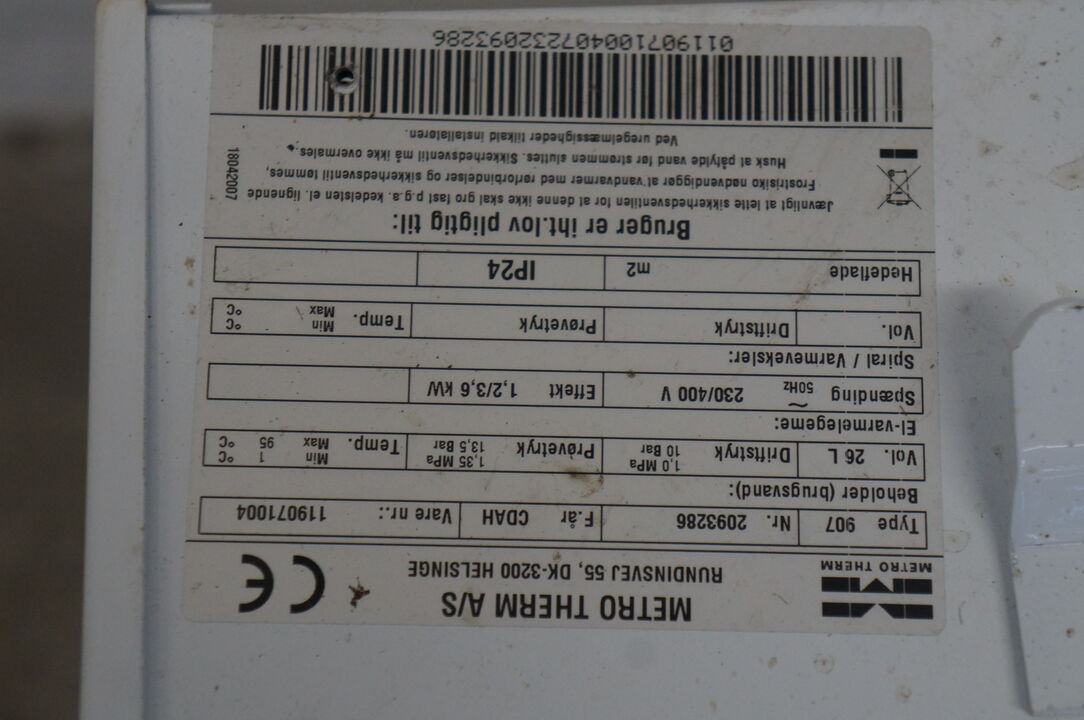 METRO THERM
METRO THERM A/S
RUNDINSVEJ 55, DK-3200 HELSINGE
CE
Type 907 Nr. 2093286 F.år CDAH Vare nr.: 119071004
Beholder (brugsvand):
Vol. 26 L Driftstryk 1,0 MPa 10 Bar Prøvetryk 1,35 MPa 13,5 Bar Temp. Min 1 °C Max 95 °C
El-varmelegeme:
Spænding 50Hz ~ 230/400 V Effekt 1,2/3,6 kW
Spiral / Varmeveksler:
Vol. Driftstryk Prøvetryk Temp. Min °C Max °C
Hedeflade m2 IP24
Bruger er iht.lov pligtig til:
Jævnligt at lette sikkerhedsventilen for at denne ikke skal gro fast p.g.a. kedelsten el. lignende
Frostrisiko nødvendiggør at vandvarmer med rørforbindelser og sikkerhedsventil tømmes,
Husk at påfylde vand før strømmen sluttes. Sikkerhedsventil må ikke overmales
Ved uregelmæssigheder tilkald installatøren.
18042007
01190710040723209 3286